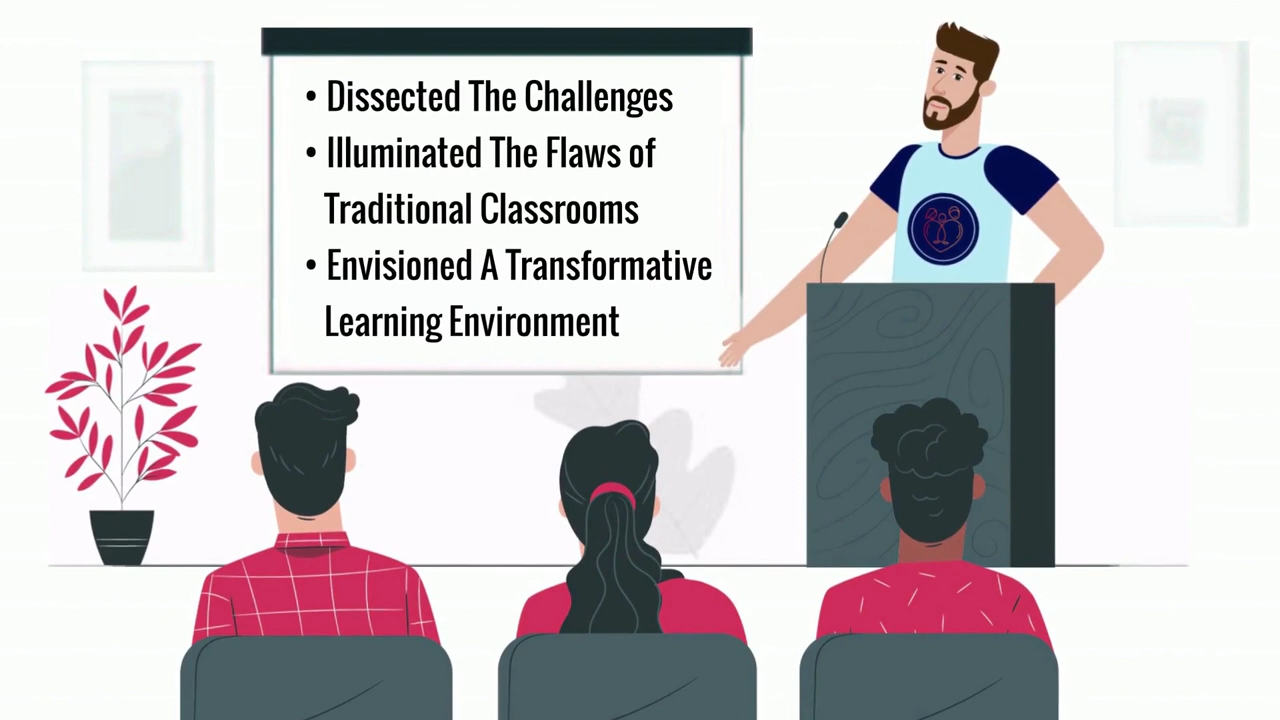 • Dissected The Challenges
• Illuminated The Flaws of
Traditional Classrooms
• Envisioned A Transformative
Learning Environment